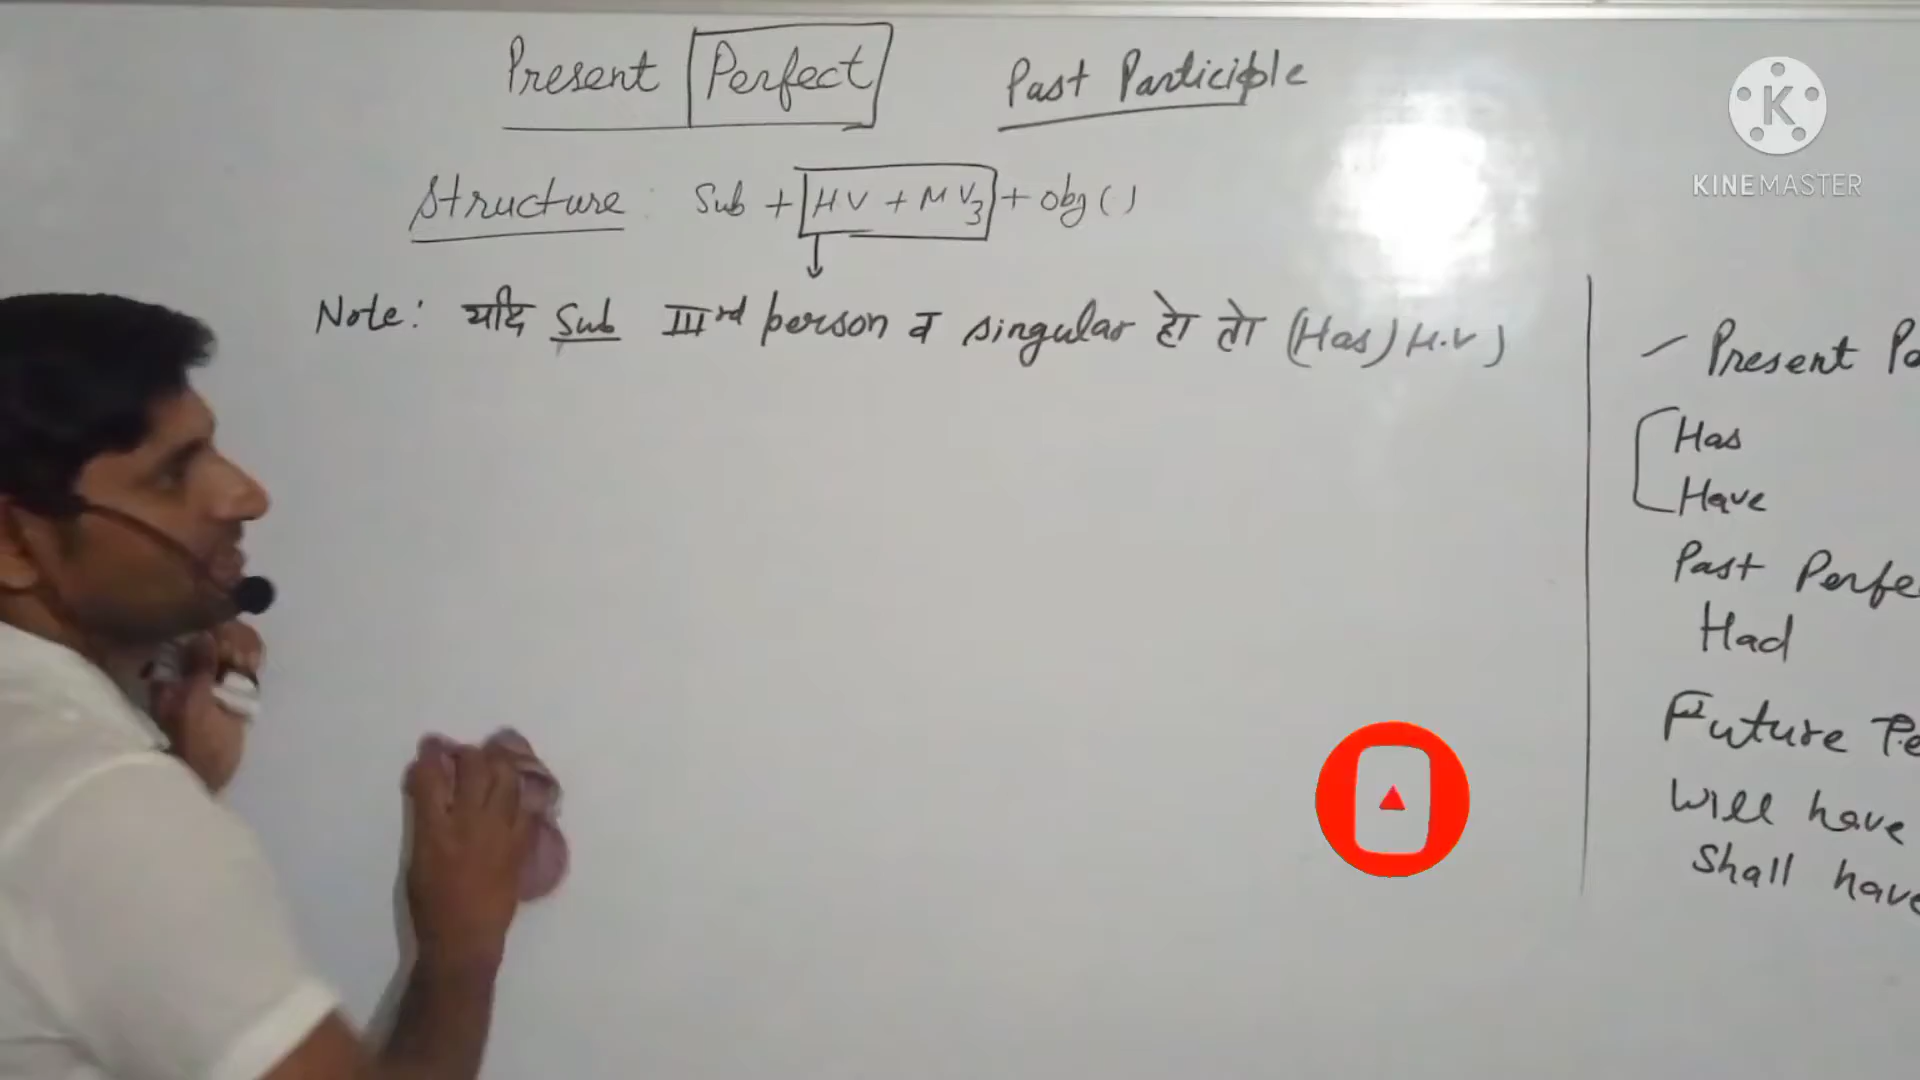 Present Perfect Past Participle
Structure: Sub + HV + MV3 + obj ( )
Note: यदि Sub IIIrd person व singular हो तो (Has) H.V)
Present
Has
Have
Past
Had
Future
Will have
Shall have
K
KINEMASTER